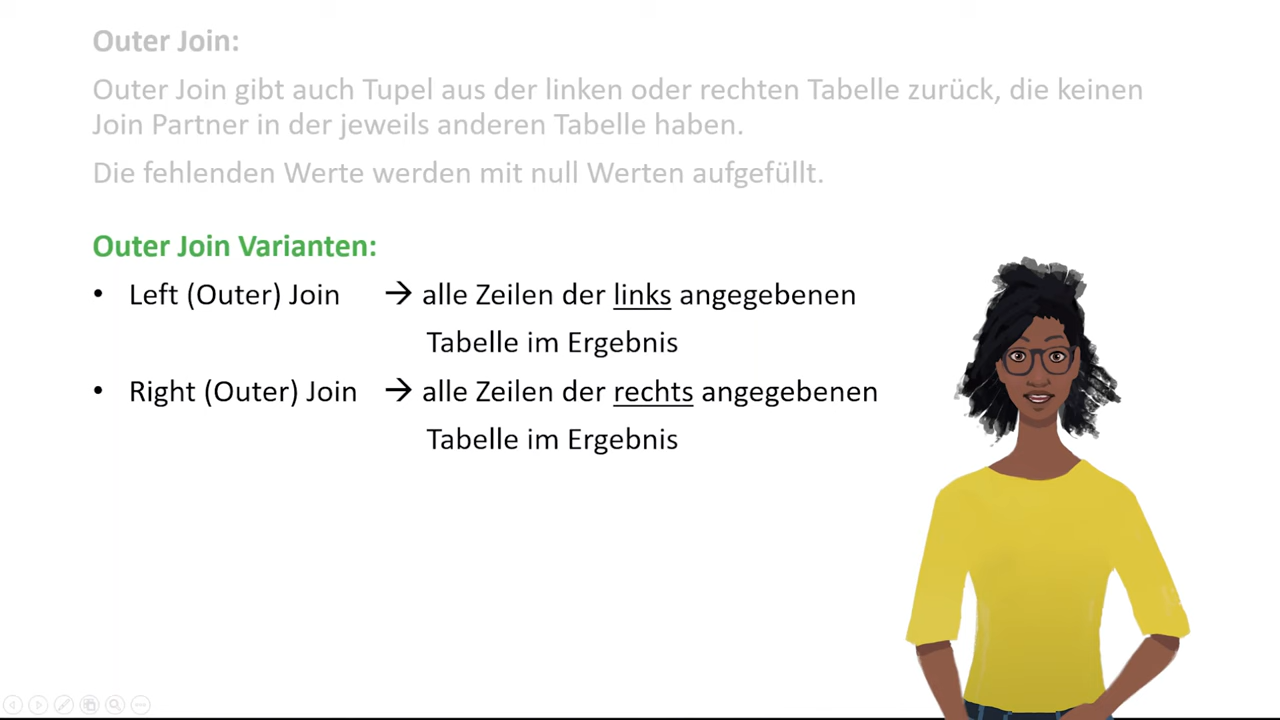 Outer Join:
Outer Join gibt auch Tupel aus der linken oder rechten Tabelle zurück, die keinen
Join Partner in der jeweils anderen Tabelle haben.
Die fehlenden Werte werden mit null Werten aufgefüllt.
Outer Join Varianten:
• Left (Outer) Join → alle Zeilen der links angegebenen
Tabelle im Ergebnis
• Right (Outer) Join → alle Zeilen der rechts angegebenen
Tabelle im Ergebnis